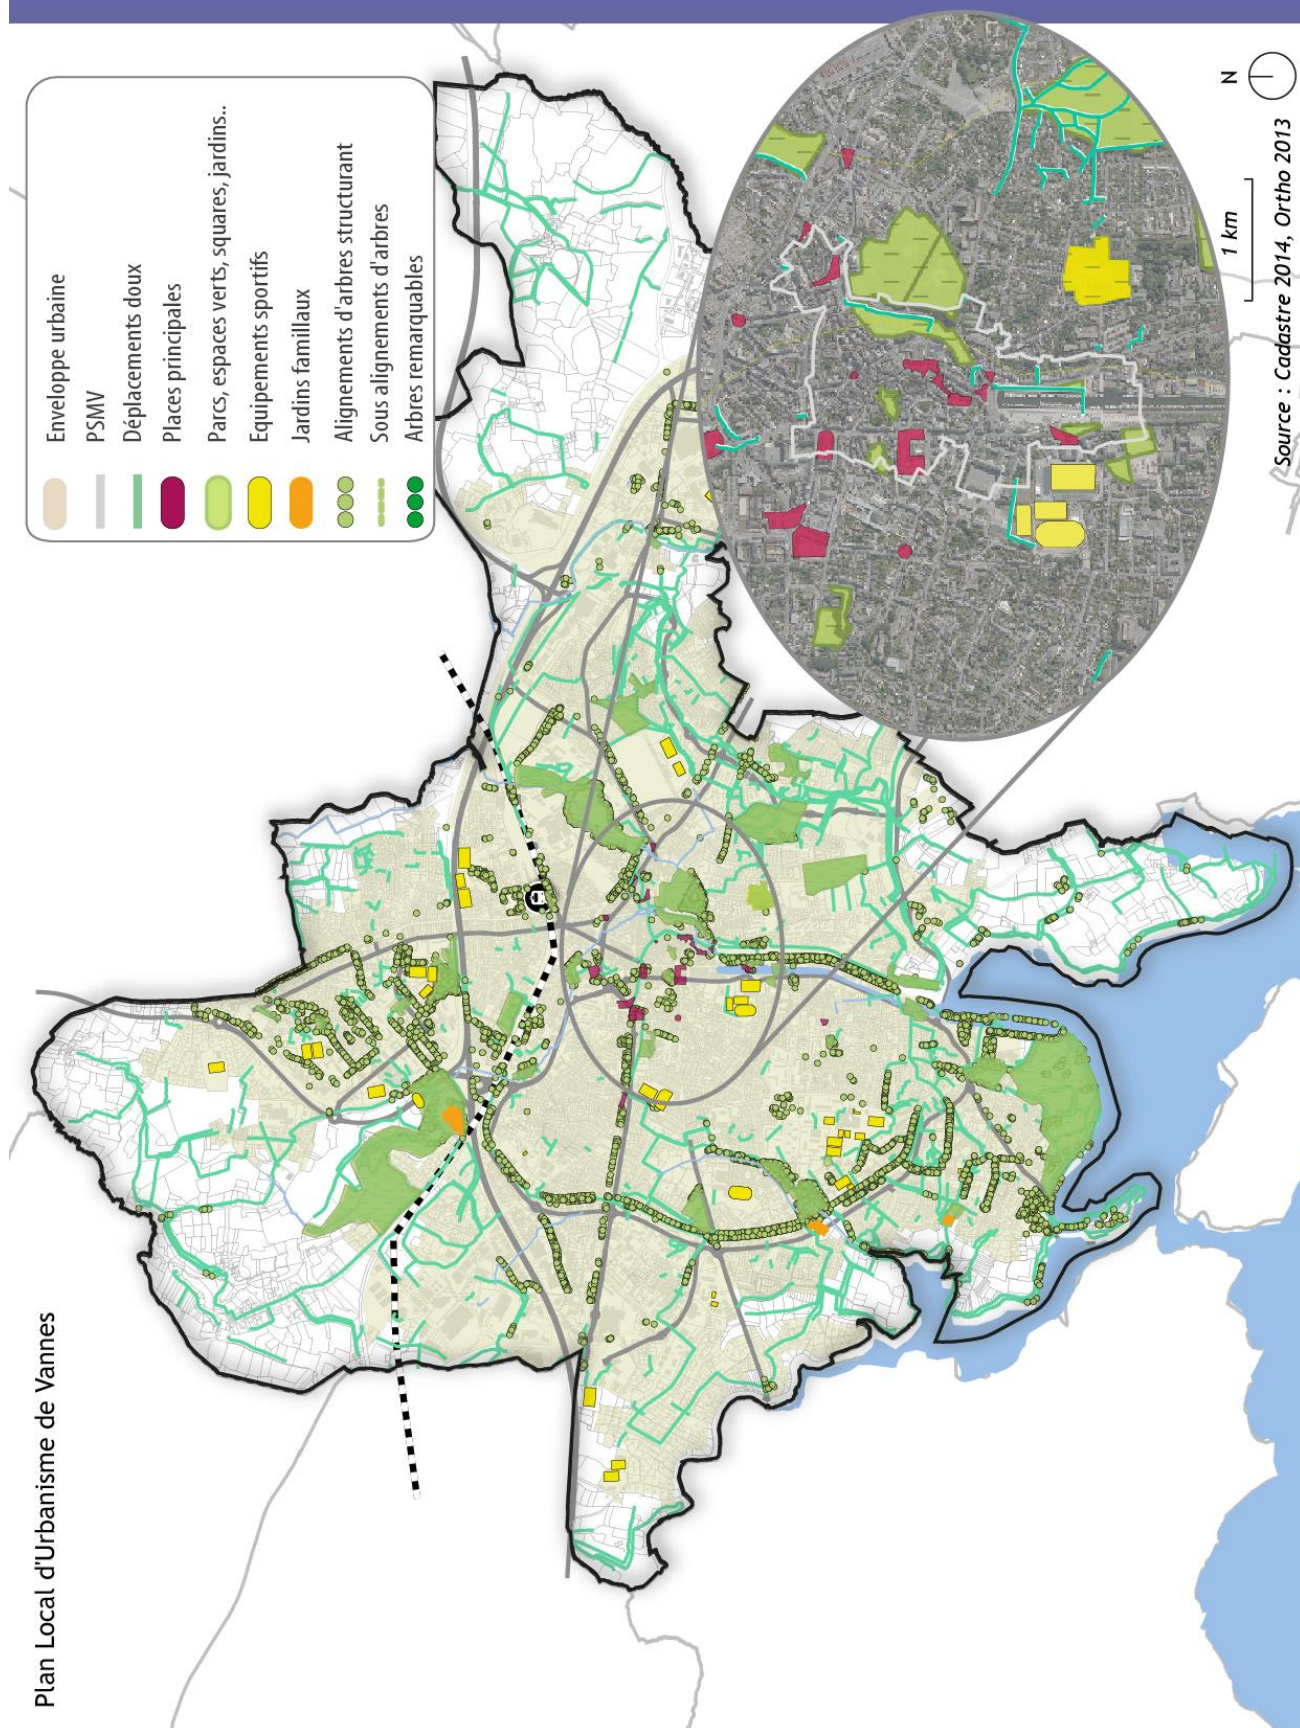 Plan Local d'Urbanisme de Vannes
Enveloppe urbaine
PSMV
Déplacements doux
Places principales
Parcs, espaces verts, squares, jardins..
Equipements sportifs
Jardins familiaux
Alignements d'arbres structurant
Sous alignements d'arbres
Arbres remarquables
N
1 km
Source : Cadastre 2014, Ortho 2013